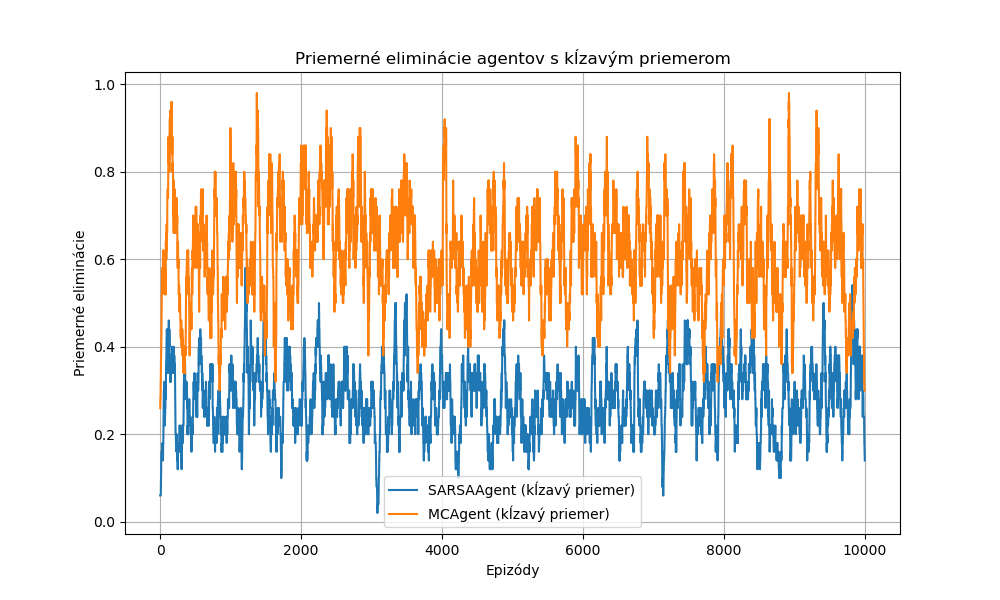 Priemerné eliminácie agentov s kĺzavým priemerom
Priemerné eliminácie
1.0
0.8
0.6
0.4
0.2
0.0
SARSAAgent (kĺzavý priemer)
MCAgent (kĺzavý priemer)
0 2000 4000 6000 8000 10000
Epizódy